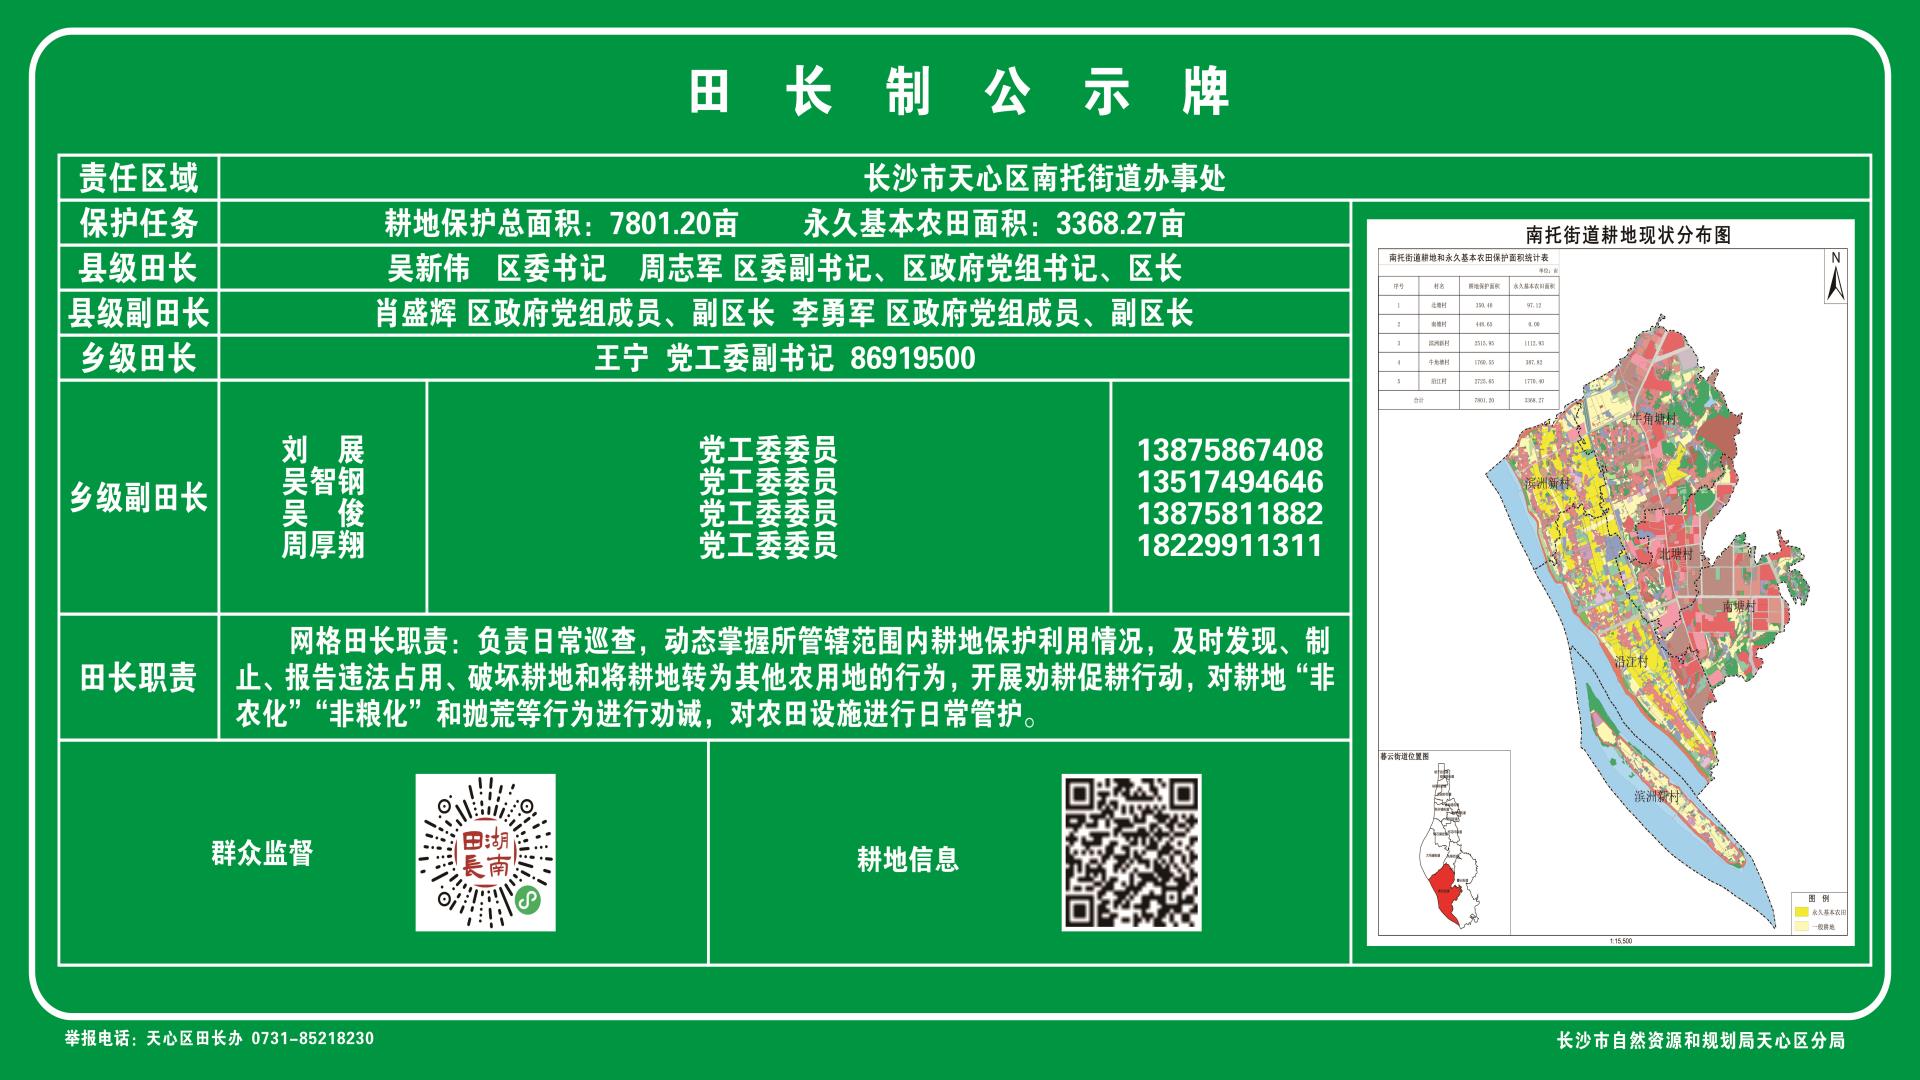 田长制公示牌
责任区域 长沙市天心区南托街道办事处
保护任务 耕地保护总面积：7801.20亩 永久基本农田面积：3368.27亩
县级田长 吴新伟 区委书记 周志军 区委副书记、区政府党组书记、区长
县级副田长 肖盛辉 区政府党组成员、副区长 李勇军 区政府党组成员、副区长
乡级田长 王宁 党工委副书记 86919500
乡级副田长
刘 展 党工委委员 13875867408
吴智钢 党工委委员 13517494646
吴 俊 党工委委员 13875811882
周厚翔 党工委委员 18229911311
田长职责
网格田长职责：负责日常巡查，动态掌握所管辖范围内耕地保护利用情况，及时发现、制
止、报告违法占用、破坏耕地和将耕地转为其他农用地的行为，开展劝耕促耕行动，对耕地“非
农化”“非粮化”和抛荒等行为进行劝诫，对农田设施进行日常管护。
群众监督
湖南田長
耕地信息
南托街道耕地现状分布图
南托街道耕地和永久基本农田保护面积统计表
单位：亩
序号 村名 耕地保护面积 永久基本农田面积
1 北塘村 350.40 97.12
2 南塘村 448.65 0.00
3 滨洲新村 2515.95 1112.93
4 牛角塘村 1760.55 387.82
5 沿江村 2725.65 1770.40
合计 7801.20 3368.27
N
牛角塘村
滨洲新村
北塘村
南塘村
沿江村
滨洲新村
暮云街道位置图
图 例
永久基本农田
一般耕地
1:15,500
举报电话：天心区田长办 0731-85218230
长沙市自然资源和规划局天心区分局